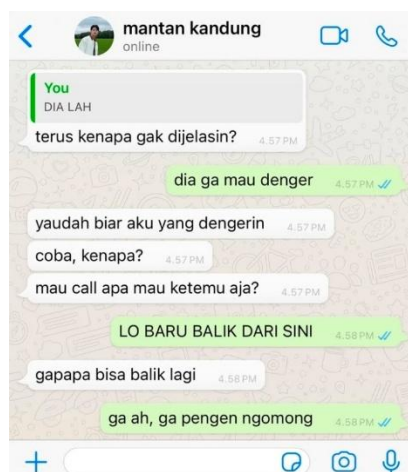 mantan kandung
online
You
DIA LAH
terus kenapa gak dijelasin? 4.57 PM
dia ga mau denger 4.57 PM
yaudah biar aku yang dengerin 4.57 PM
coba, kenapa? 4.57 PM
mau call apa mau ketemu aja? 4.57 PM
LO BARU BALIK DARI SINI 4.58 PM
gapapa bisa balik lagi 4.58 PM
ga ah, ga pengen ngomong 4.58 PM